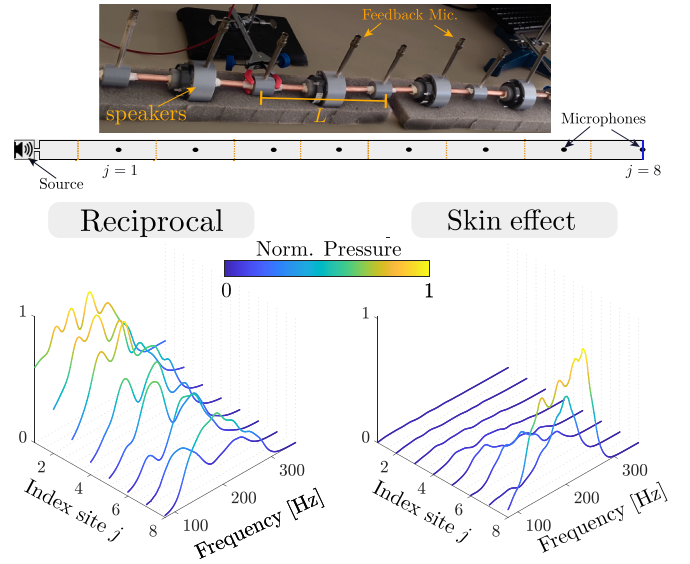 Feedback Mic.
speakers
L
Microphones
Source
j = 1
j = 8
Reciprocal
Skin effect
Norm. Pressure
0
1
1
0
2
4
6
8
Index site j
100
200
300
Frequency [Hz]
1
0
2
4
6
8
Index site j
100
200
300
Frequency [Hz]